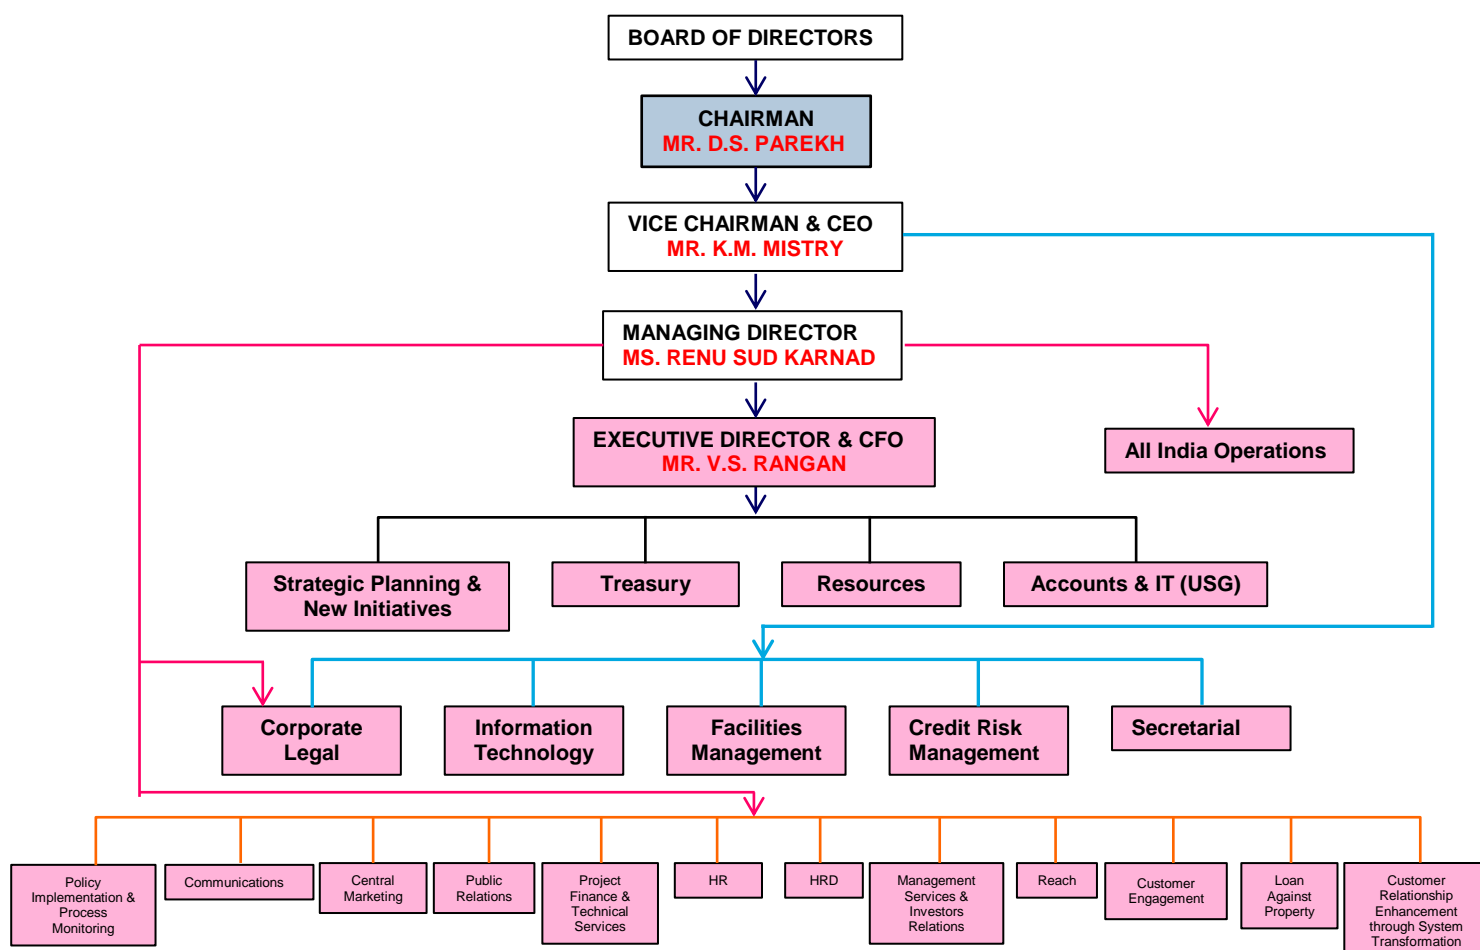 BOARD OF DIRECTORS
CHAIRMAN
MR. D.S. PAREKH
VICE CHAIRMAN & CEO
MR. K.M. MISTRY
MANAGING DIRECTOR
MS. RENU SUD KARNAD
EXECUTIVE DIRECTOR & CFO
MR. V.S. RANGAN
All India Operations
Strategic Planning &
New Initiatives
Treasury
Resources
Accounts & IT (USG)
Corporate
Legal
Information
Technology
Facilities
Management
Credit Risk
Management
Secretarial
Policy
Implementation &
Process
Monitoring
Communications
Central
Marketing
Public
Relations
Project
Finance &
Technical
Services
HR
HRD
Management
Services &
Investors
Relations
Reach
Customer
Engagement
Loan
Against
Property
Customer
Relationship
Enhancement
through System
Transformation